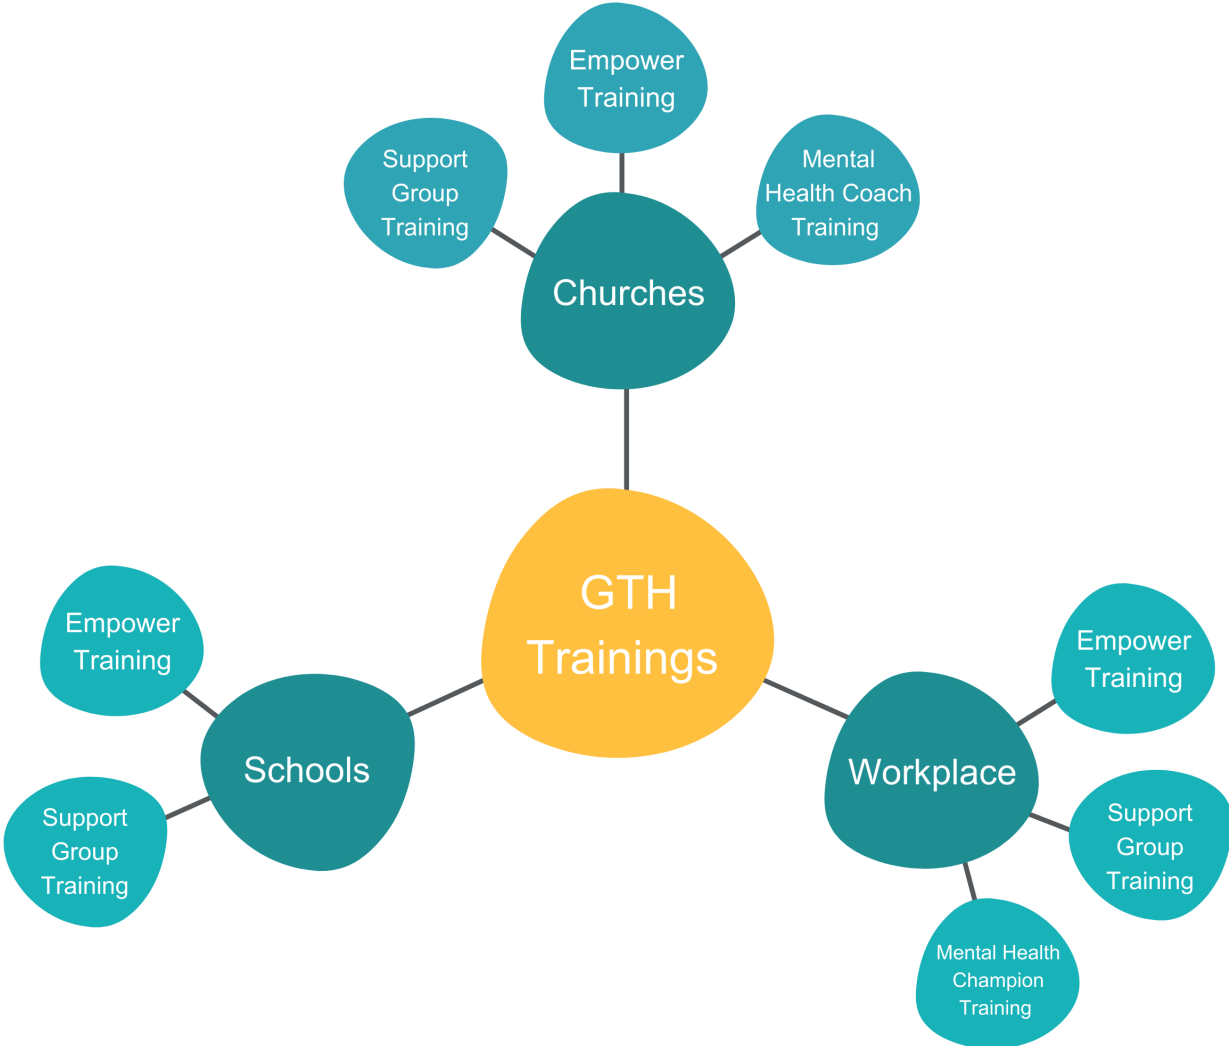 Empower
Training
Support
Group
Training
Mental
Health Coach
Training
Churches
GTH
Trainings
Empower
Training
Schools
Support
Group
Training
Empower
Training
Workplace
Support
Group
Training
Mental Health
Champion
Training